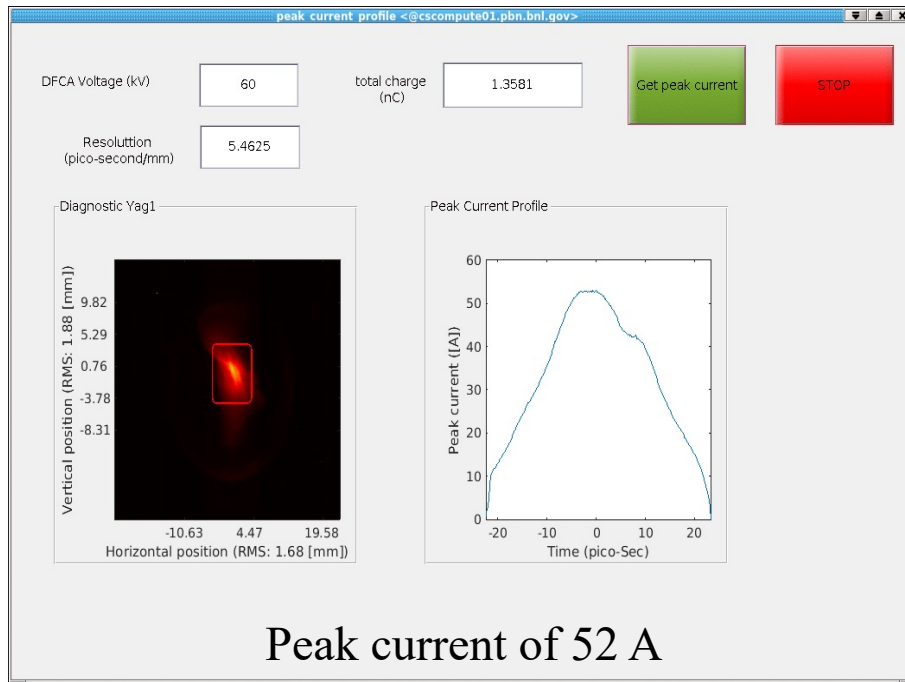 peak current profile <@cscompute01.pbn.bnl.gov>
DFCA Voltage (kV)
60
total charge
(nC)
1.3581
Get peak current
STOP
Resoluttion
(pico-second/mm)
5.4625
Diagnostic Yag1
Vertical position (RMS: 1.88 [mm])
9.82
5.29
0.76
-3.78
-8.31
-10.63 4.47 19.58
Horizontal position (RMS: 1.68 [mm])
Peak Current Profile
Peak current ([A])
60
50
40
30
20
10
0
-20 -10 0 10 20
Time (pico-Sec)
Peak current of 52 A